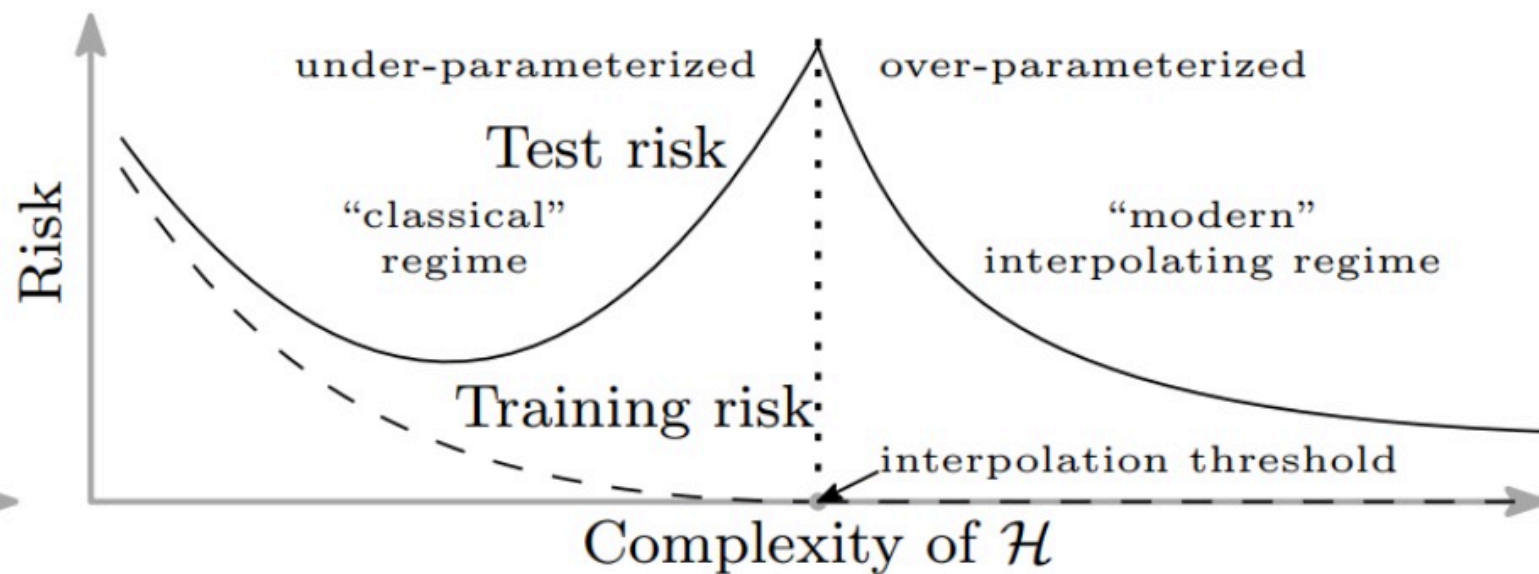 under-parameterized
over-parameterized
Test risk
“classical”
regime
“modern”
interpolating regime
Risk
Training risk
interpolation threshold
Complexity of ℋ